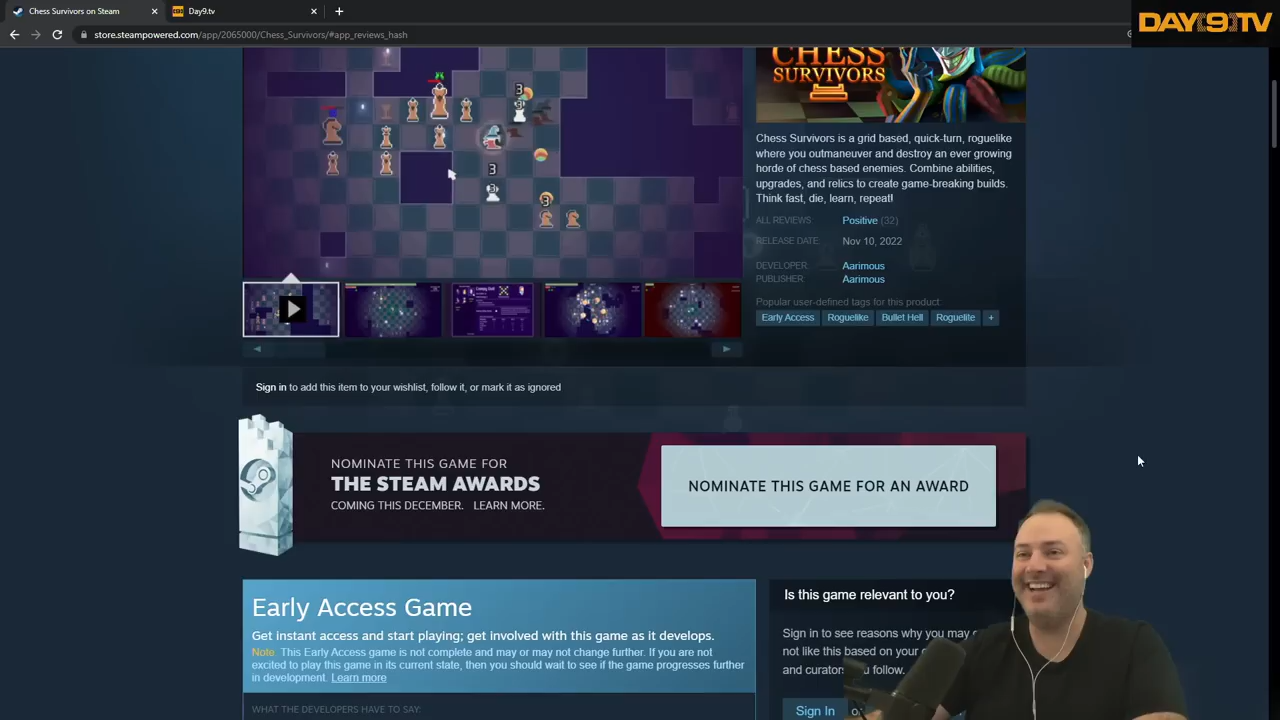 Chess Survivors on Steam
Day9.tv
store.steampowered.com/app/2065000/Chess_Survivors/#app_reviews_hash
DAY9.TV
CHESS
SURVIVORS
3
3
3
3
3
Chess Survivors is a grid based, quick-turn, roguelike
where you outmaneuver and destroy an ever growing
horde of chess based enemies. Combine abilities,
upgrades, and relics to create game-breaking builds.
Think fast, die, learn, repeat!
ALL REVIEWS: Positive (32)
RELEASE DATE: Nov 10, 2022
DEVELOPER: Aarimous
PUBLISHER: Aarimous
Popular user-defined tags for this product:
Early Access Roguelike Bullet Hell Roguelite +
Sign in to add this item to your wishlist, follow it, or mark it as ignored
NOMINATE THIS GAME FOR
THE STEAM AWARDS
COMING THIS DECEMBER. LEARN MORE.
NOMINATE THIS GAME FOR AN AWARD
Early Access Game
Get instant access and start playing; get involved with this game as it develops.
Note: This Early Access game is not complete and may or may not change further. If you are not
excited to play this game in its current state, then you should wait to see if the game progresses further
in development. Learn more
WHAT THE DEVELOPERS HAVE TO SAY:
Is this game relevant to you?
Sign in to see reasons why you may
not like this based on your
and curators you follow.
Sign In or